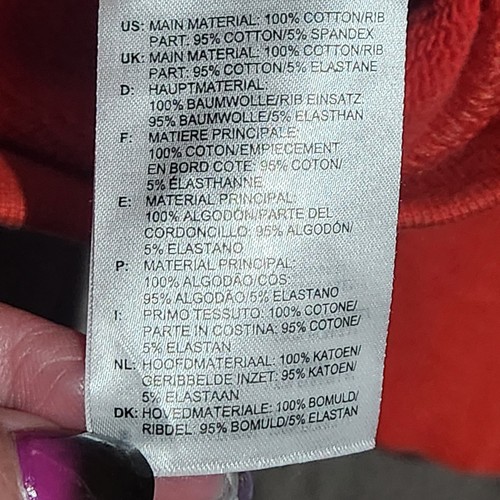 US: MAIN MATERIAL: 100% COTTON/RIB
PART: 95% COTTON/5% SPANDEX
UK: MAIN MATERIAL: 100% COTTON/RIB
PART: 95% COTTON/5% ELASTANE
D: HAUPTMATERIAL:
100% BAUMWOLLE/RIB EINSATZ:
95% BAUMWOLLE/5% ELASTHAN
F: MATIERE PRINCIPALE:
100% COTON/EMPIECEMENT
EN BORD COTE: 95% COTON/
5% ÉLASTHANNE
E: MATERIAL PRINCIPAL:
100% ALGODÓN/PARTE DEL
CORDONCILLO: 95% ALGODÓN/
5% ELASTANO
P: MATERIAL PRINCIPAL:
100% ALGODÃO/CÓS:
95% ALGODÃO/5% ELASTANO
I: PRIMO TESSUTO: 100% COTONE/
PARTE IN COSTINA: 95% COTONE/
5% ELASTAN
NL: HOOFDMATERIAAL: 100% KATOEN/
GERIBBELDE INZET: 95% KATOEN/
5% ELASTAAN
DK: HOVEDMATERIALE: 100% BOMULD/
RIBDEL: 95% BOMULD/5% ELASTAN